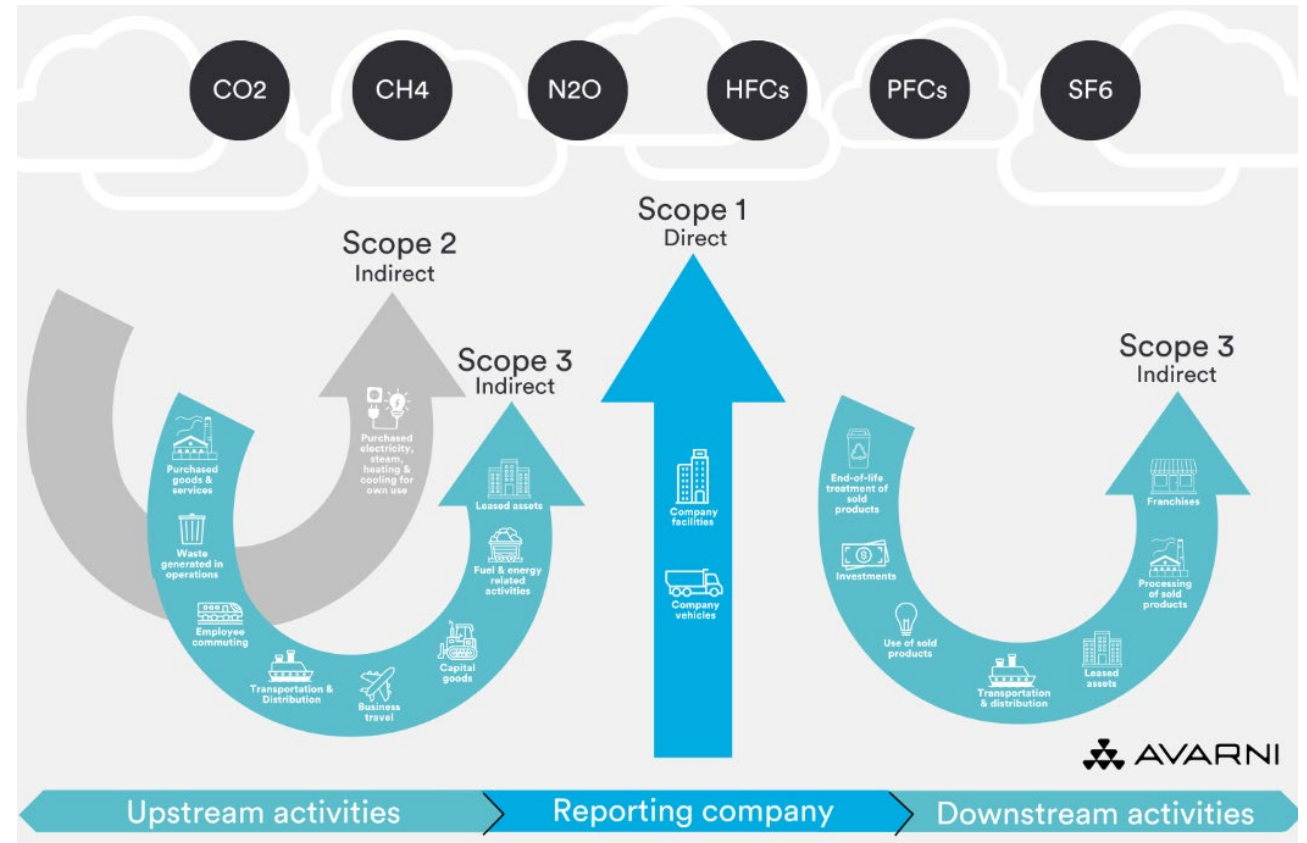 CO2
CH4
N2O
HFCs
PFCs
SF6
Scope 2
Indirect
Purchased
electricity,
steam,
heating &
cooling for
own use
Scope 3
Indirect
Purchased
goods &
services
Waste
generated in
operations
Employee
commuting
Transportation &
Distribution
Business
travel
Capital
goods
Fuel & energy
related
activities
Leased assets
Scope 1
Direct
Company
facilities
Company
vehicles
Scope 3
Indirect
End-of-life
treatment of
sold
products
Investments
Use of sold
products
Transportation
& distribution
Leased
assets
Processing
of sold
products
Franchises
AVARNI
Upstream activities
Reporting company
Downstream activities